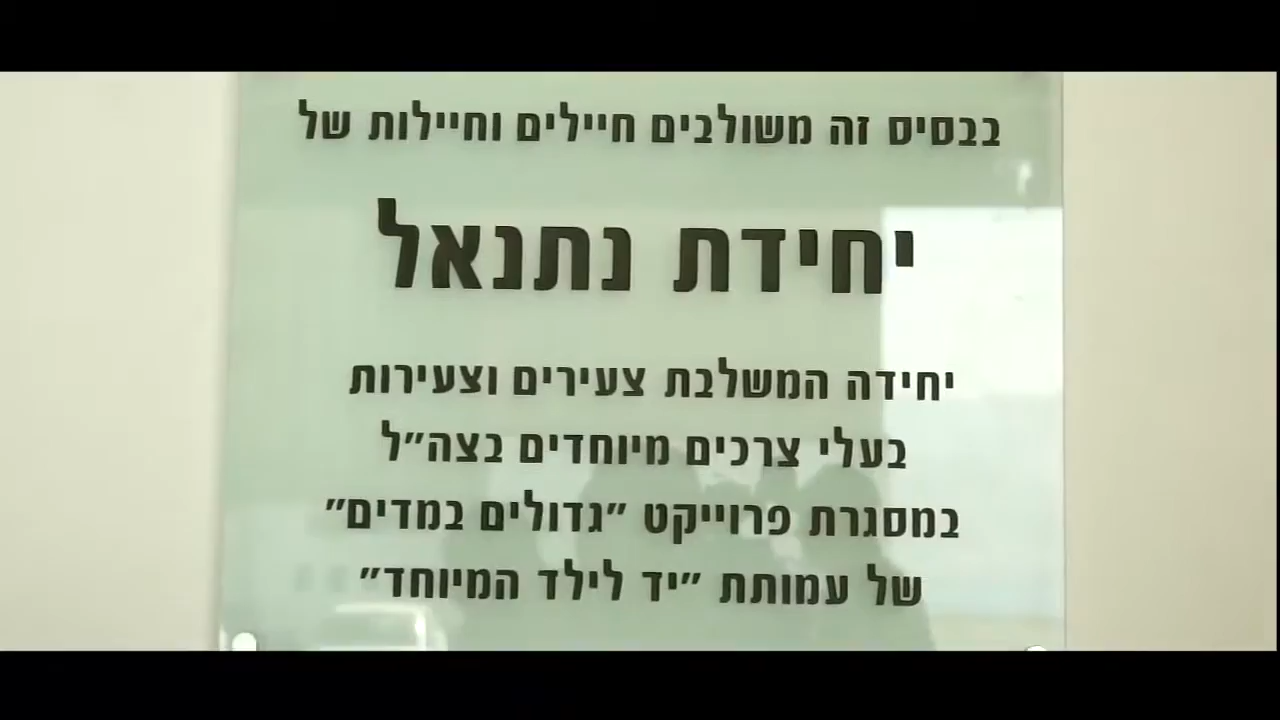 בבסיס זה משולבים חיילים וחיילות של
יחידת נתנאל
יחידה המשלבת צעירים וצעירות
בעלי צרכים מיוחדים בצה״ל
במסגרת פרוייקט ״גדולים במדים״
של עמותת ״יד לילד המיוחד״